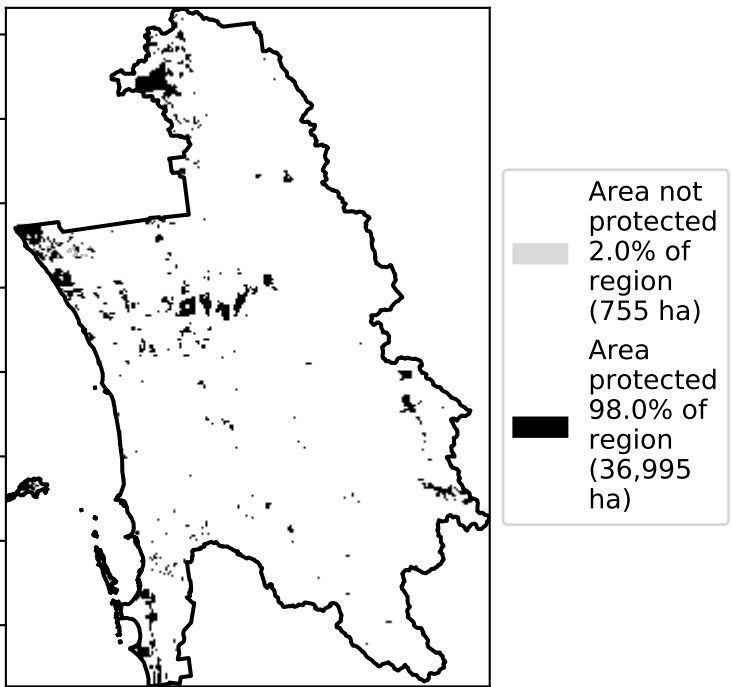 Area not
protected
2.0% of
region
(755 ha)
Area
protected
98.0% of
region
(36,995
ha)